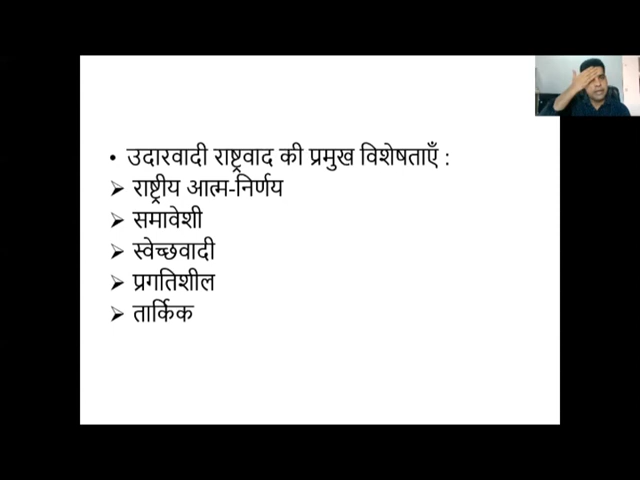 • उदारवादी राष्ट्रवाद की प्रमुख विशेषताएँ :
➢ राष्ट्रीय आत्म-निर्णय
➢ समावेशी
➢ स्वेच्छवादी
➢ प्रगतिशील
➢ तार्किक